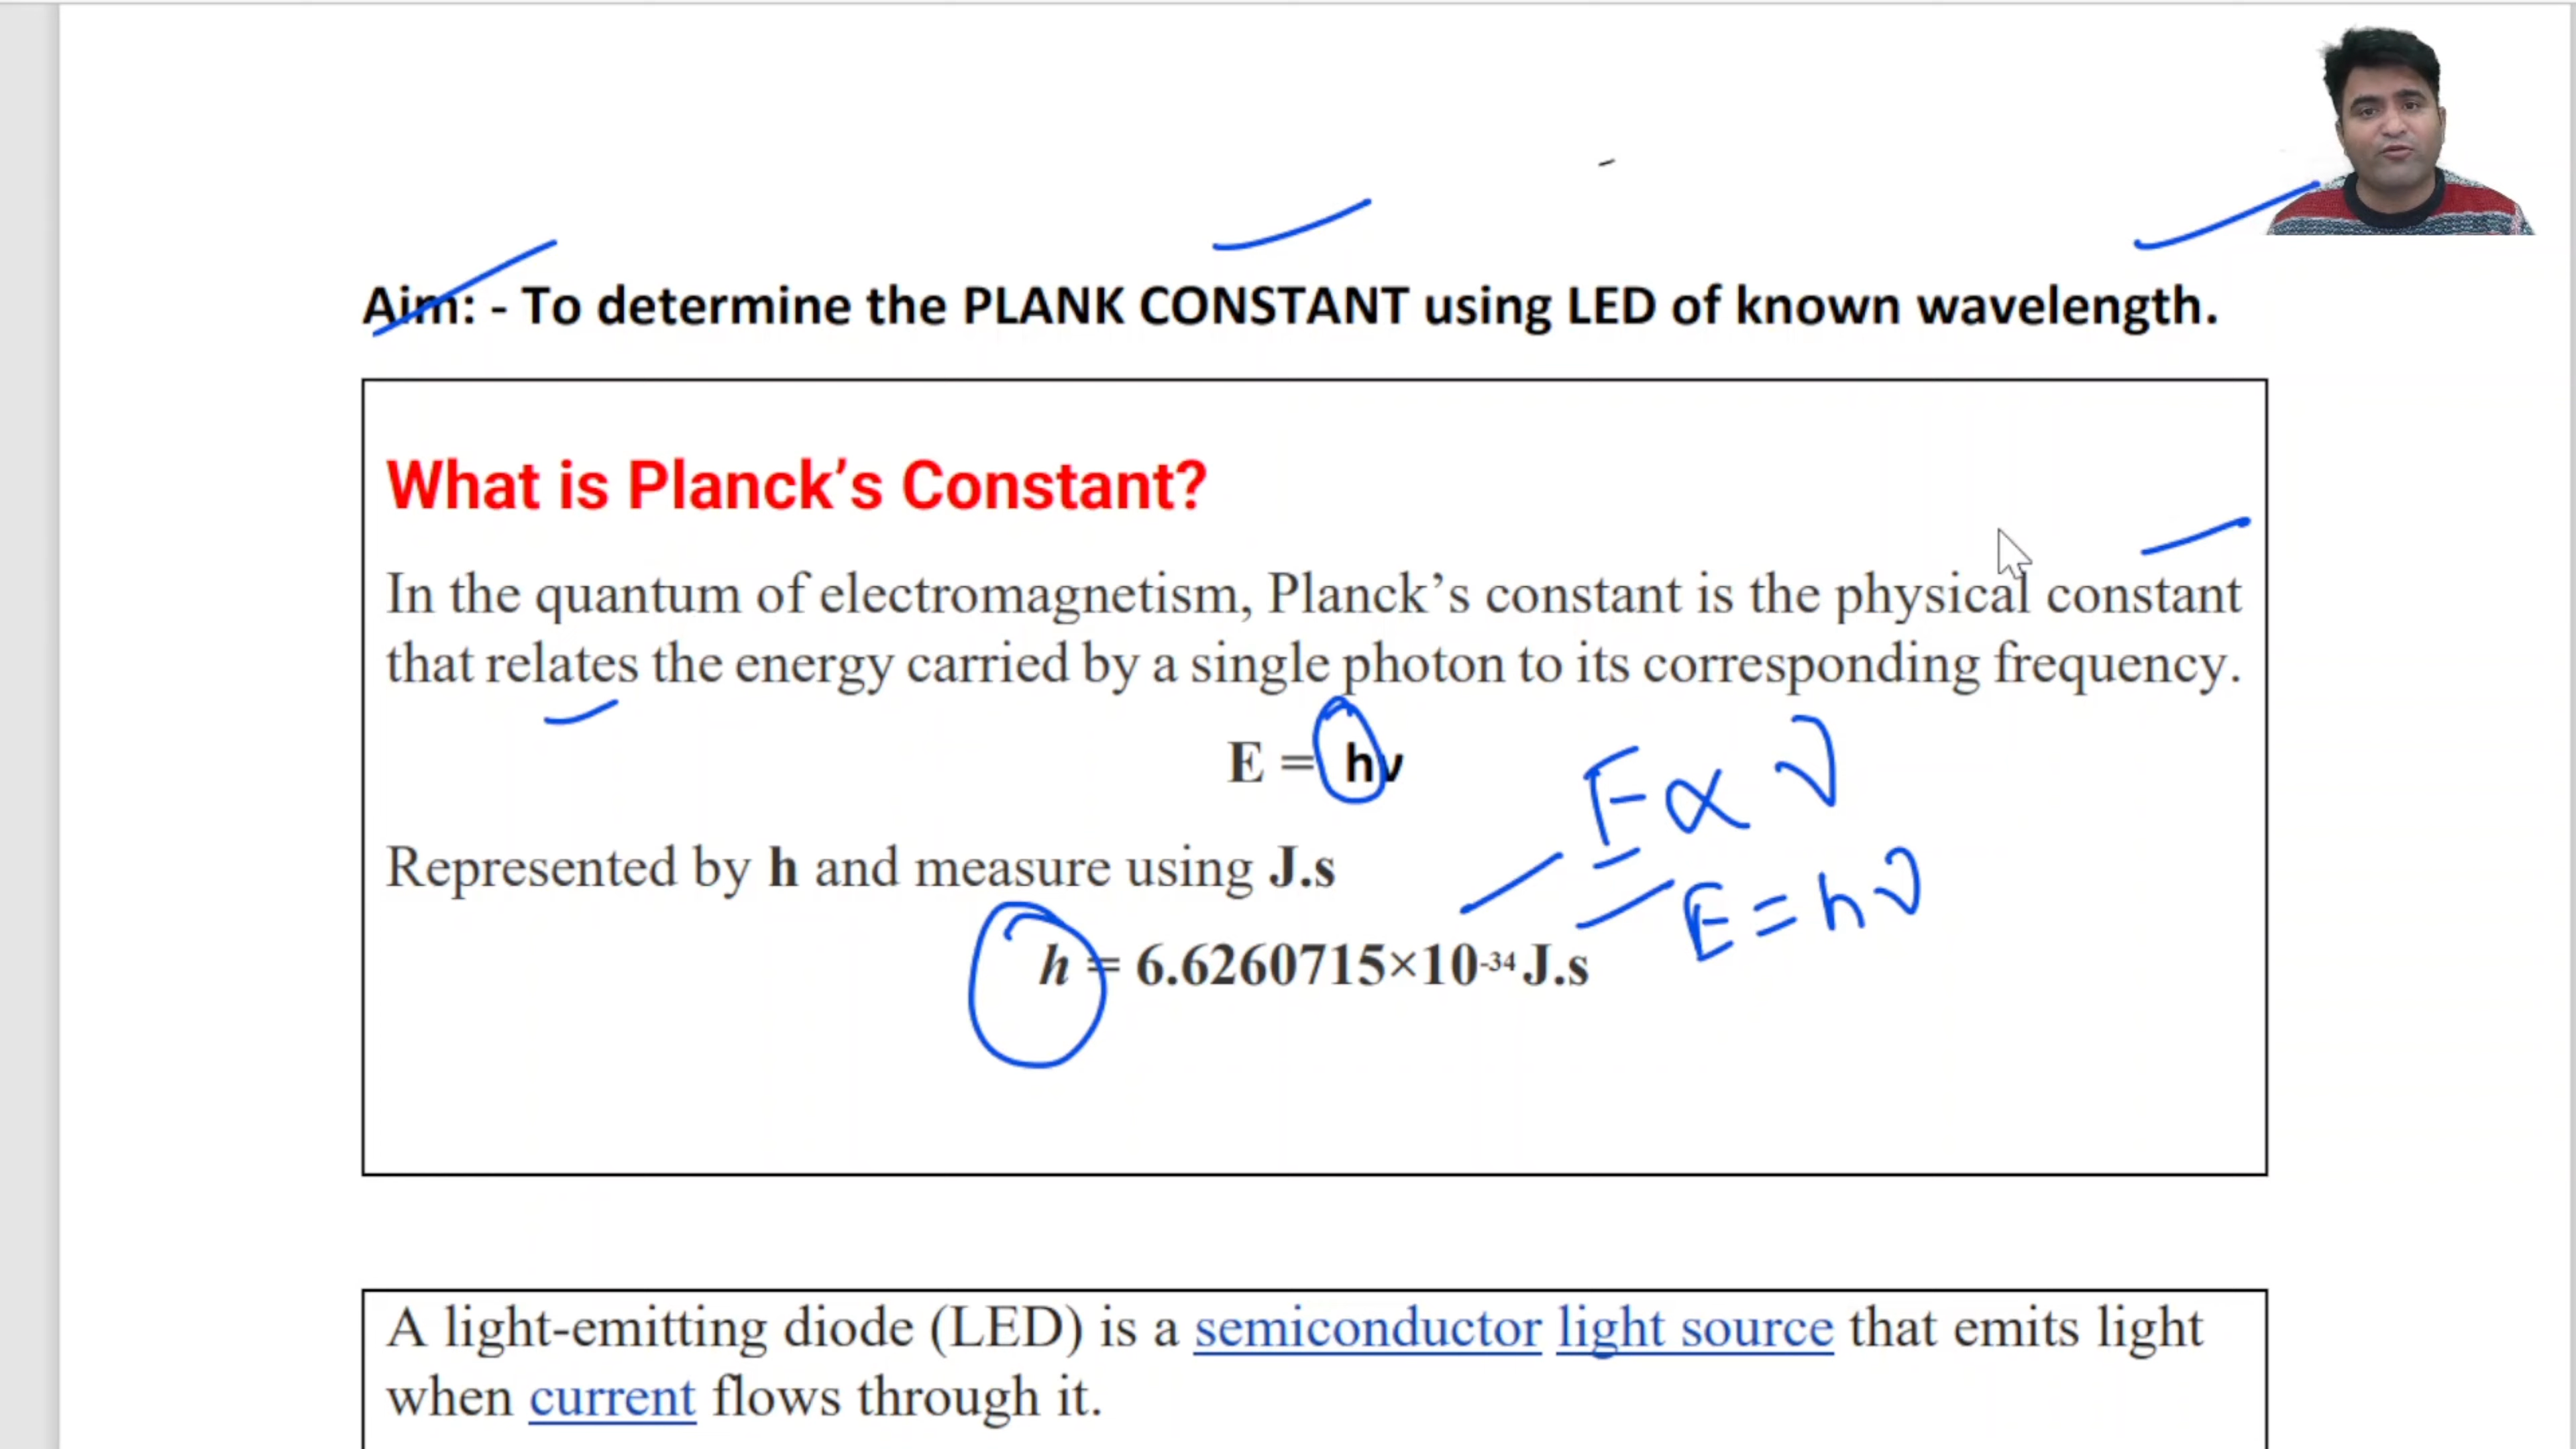 Aim: - To determine the PLANK CONSTANT using LED of known wavelength.
What is Planck’s Constant?
In the quantum of electromagnetism, Planck’s constant is the physical constant
that relates the energy carried by a single photon to its corresponding frequency.
E = hν
E ∝ ν
Represented by h and measure using J.s
E = hν
h = 6.6260715×10-34 J.s
A light-emitting diode (LED) is a semiconductor light source that emits light
when current flows through it.